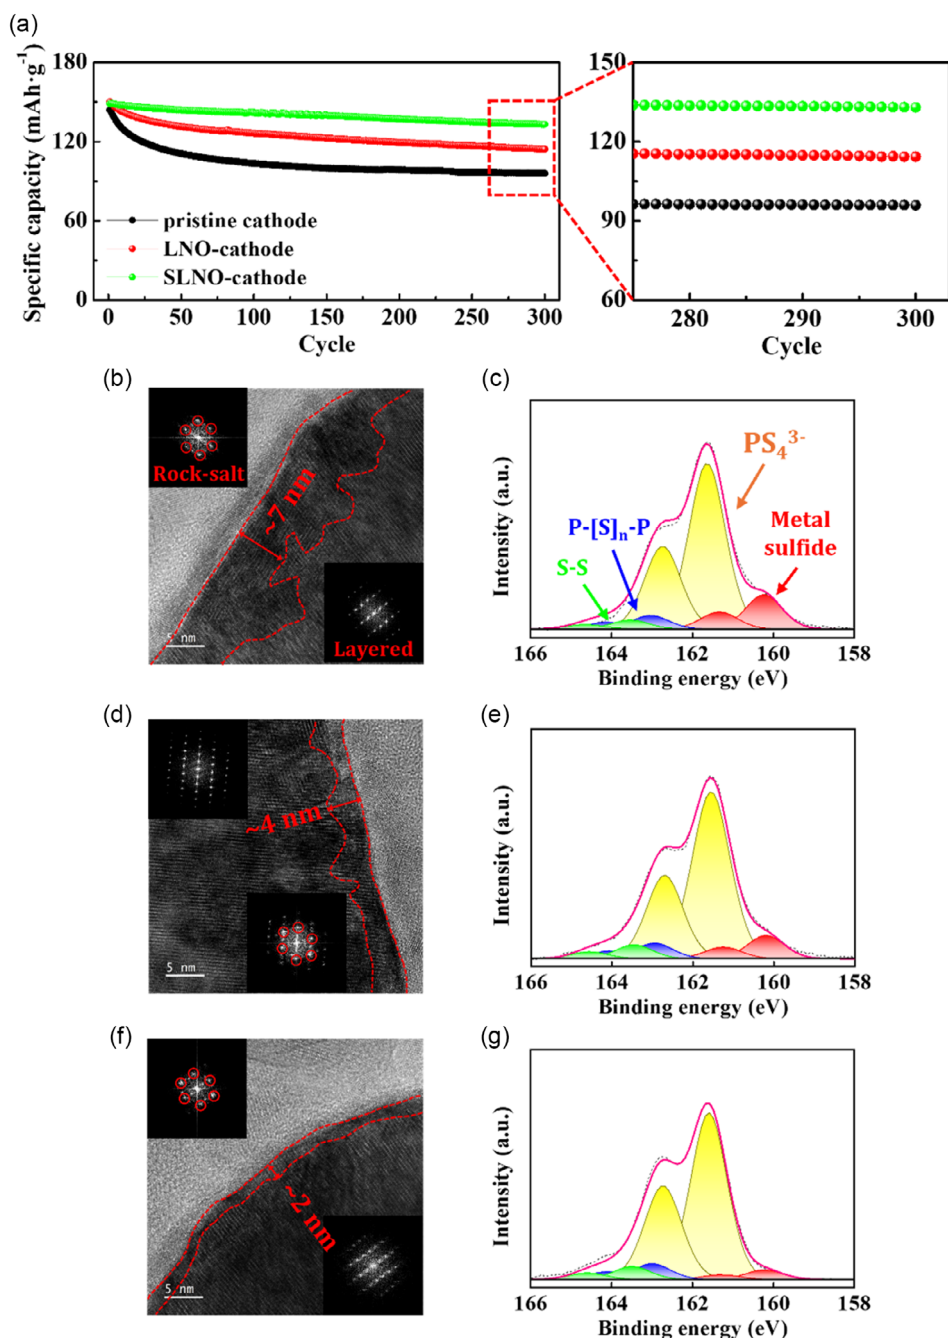 (a)
Specific capacity (mAh·g⁻¹)
180
120
60
0
pristine cathode
LNO-cathode
SLNO-cathode
0 50 100 150 200 250 300
Cycle
150
120
90
60
280 290 300
Cycle
(b)
Rock-salt
~7 nm
5 nm
Layered
(c)
Intensity (a.u.)
PS₄³⁻
P-[S]ₙ-P
S-S
Metal
sulfide
166 164 162 160 158
Binding energy (eV)
(d)
~4 nm
5 nm
(e)
Intensity (a.u.)
166 164 162 160 158
Binding energy (eV)
(f)
~2 nm
5 nm
(g)
Intensity (a.u.)
166 164 162 160 158
Binding energy (eV)